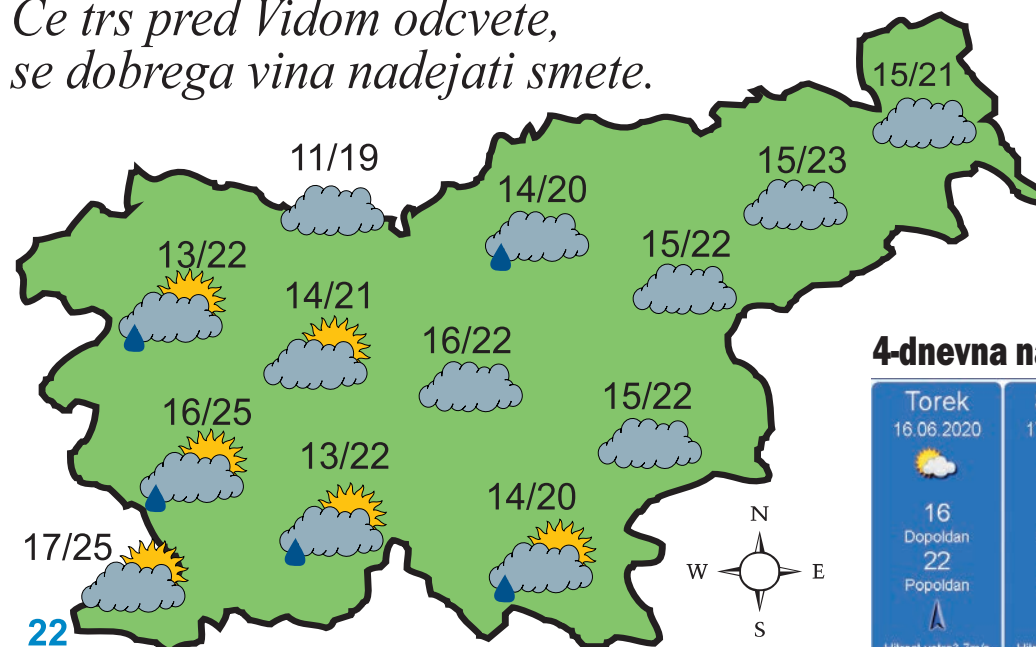 Če trs pred Vidom odcvete,
se dobrega vina nadejati smete.
15/21
11/19
15/23
14/20
15/22
13/22
14/21
16/22
16/25
15/22
13/22
14/20
17/25
22
N
W E
S
4-dnevna
Torek
16.06.2020
16
Dopoldan
22
Popoldan